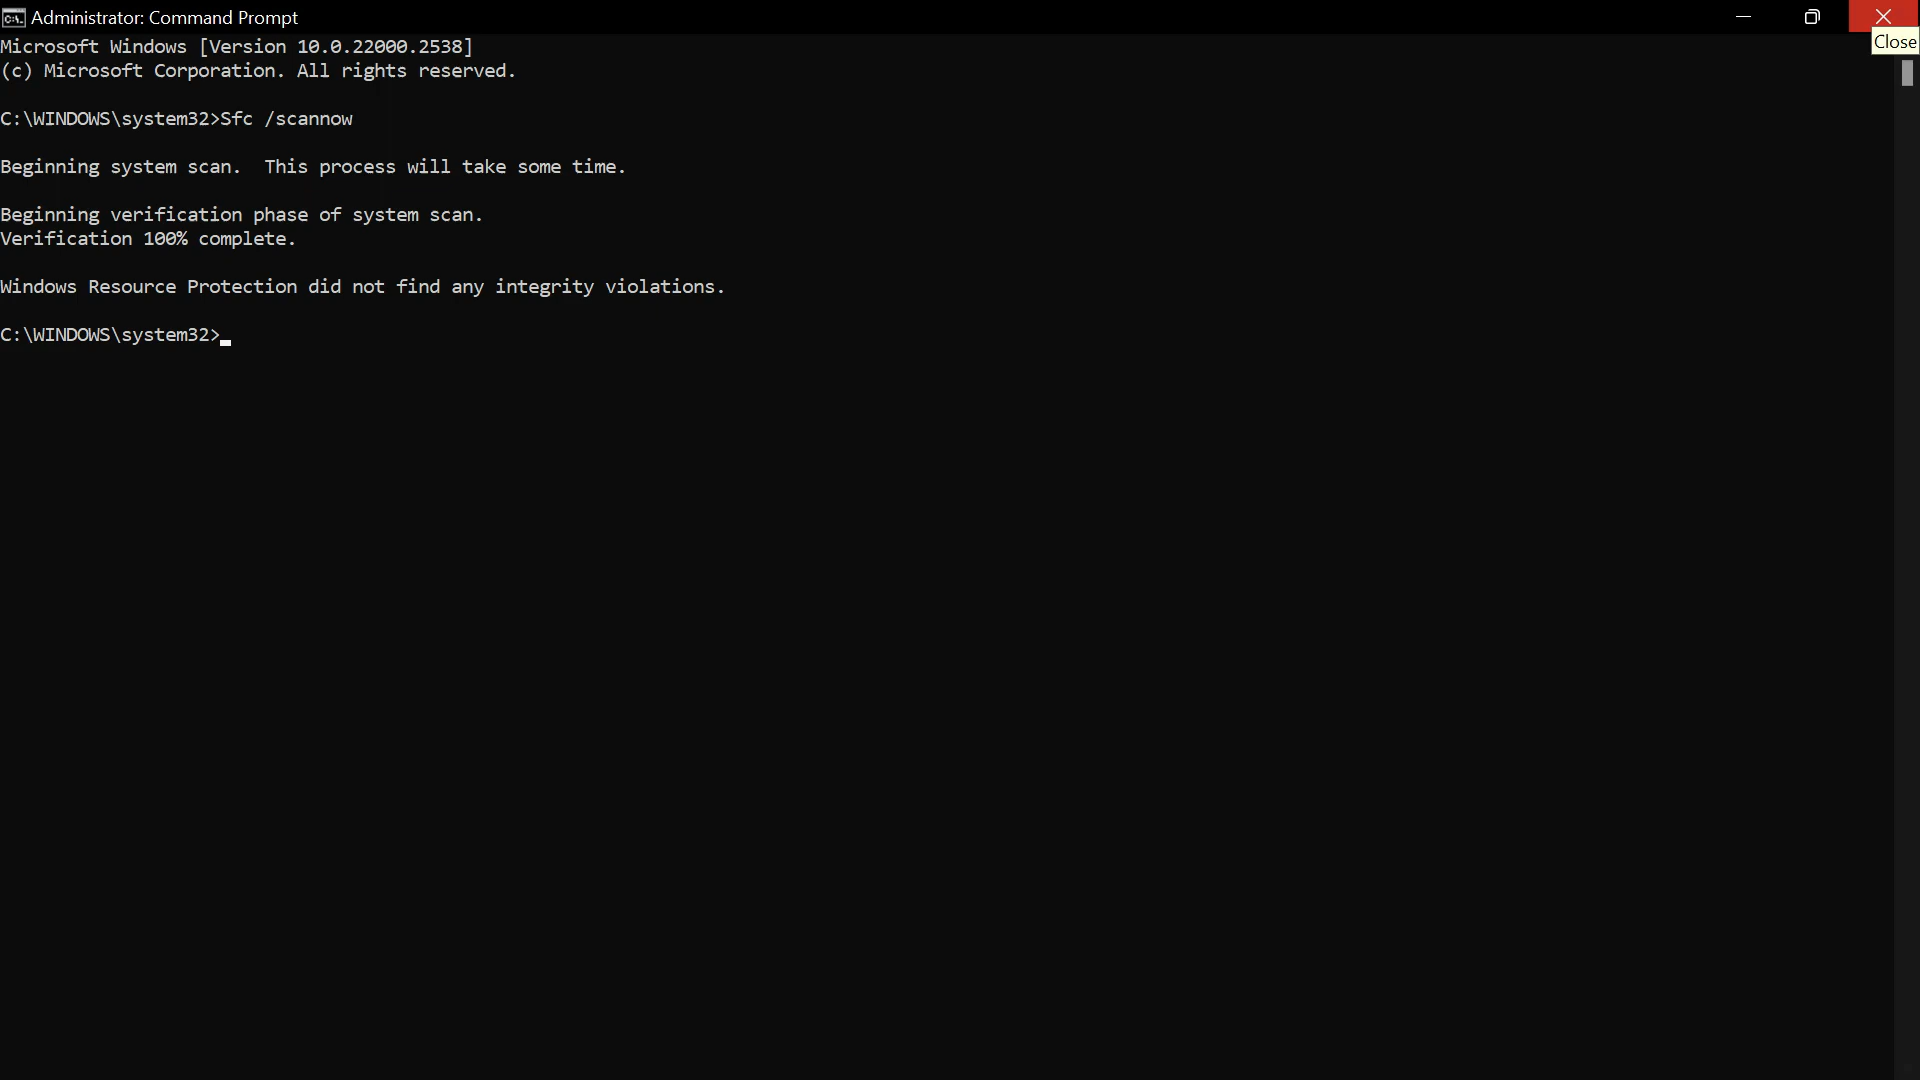 Administrator: Command Prompt
Close
Microsoft Windows [Version 10.0.22000.2538]
(c) Microsoft Corporation. All rights reserved.
C:\WINDOWS\system32>Sfc /scannow
Beginning system scan.  This process will take some time.
Beginning verification phase of system scan.
Verification 100% complete.
Windows Resource Protection did not find any integrity violations.
C:\WINDOWS\system32>